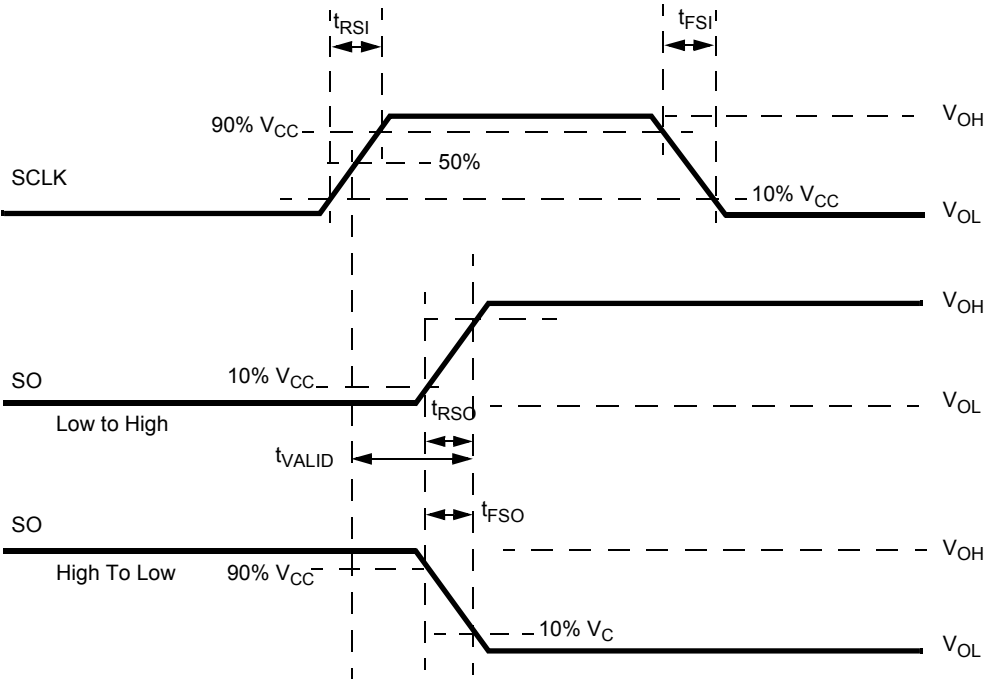 tRSI
tFSI
90% VCC
VOH
50%
SCLK
10% VCC
VOL
VOH
SO
10% VCC
Low to High
tRSO
VOL
tVALID
SO
tFSO
High To Low
90% VCC
VOH
10% VC
VOL